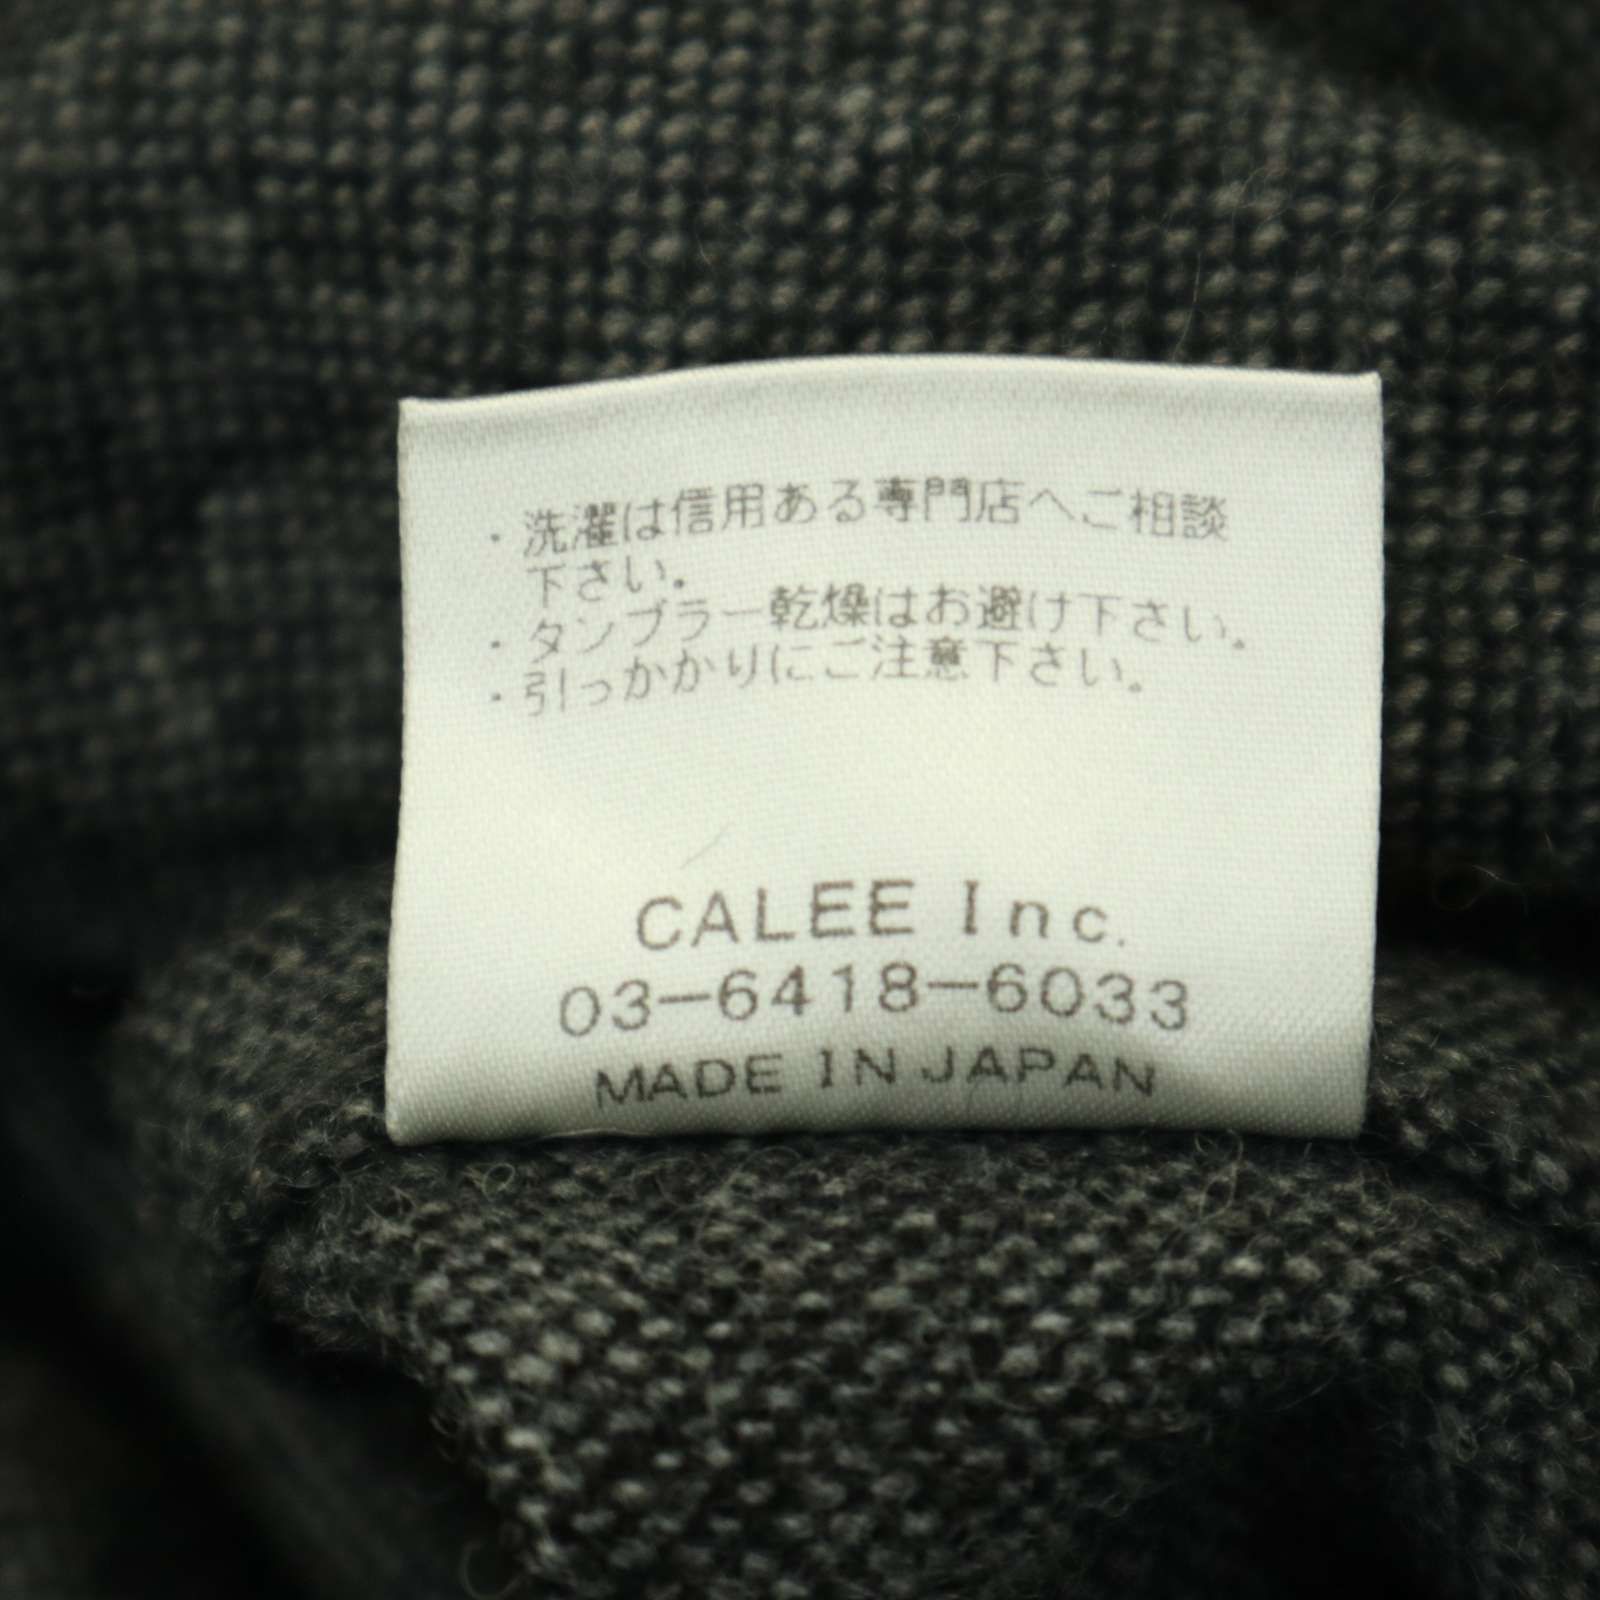 ・洗濯は信用ある専門店へご相談
下さい。
・タンブラー乾燥はお避け下さい。
・引っかかりにご注意下さい。
CALEE Inc.
03-6418-6033
MADE IN JAPAN